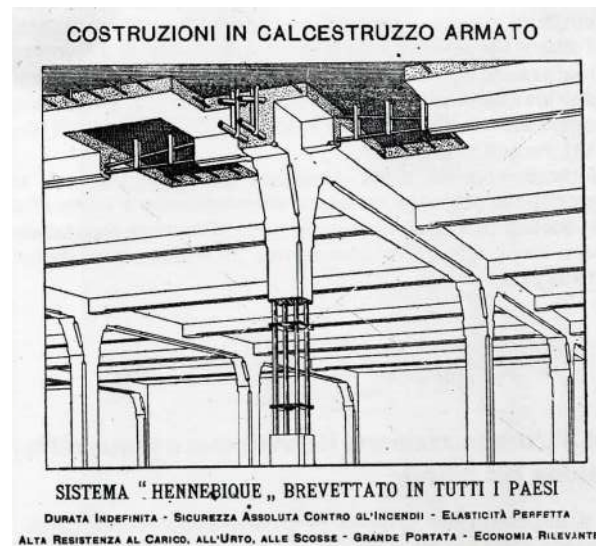 COSTRUZIONI IN CALCESTRUZZO ARMATO
SISTEMA “ HENNEBIQUE „ BREVETTATO IN TUTTI I PAESI
DURATA INDEFINITA - SICUREZZA ASSOLUTA CONTRO GL'INCENDII - ELASTICITÀ PERFETTA
ALTA RESISTENZA AL CARICO, ALL'URTO, ALLE SCOSSE - GRANDE PORTATA - ECONOMIA RILEVANTE